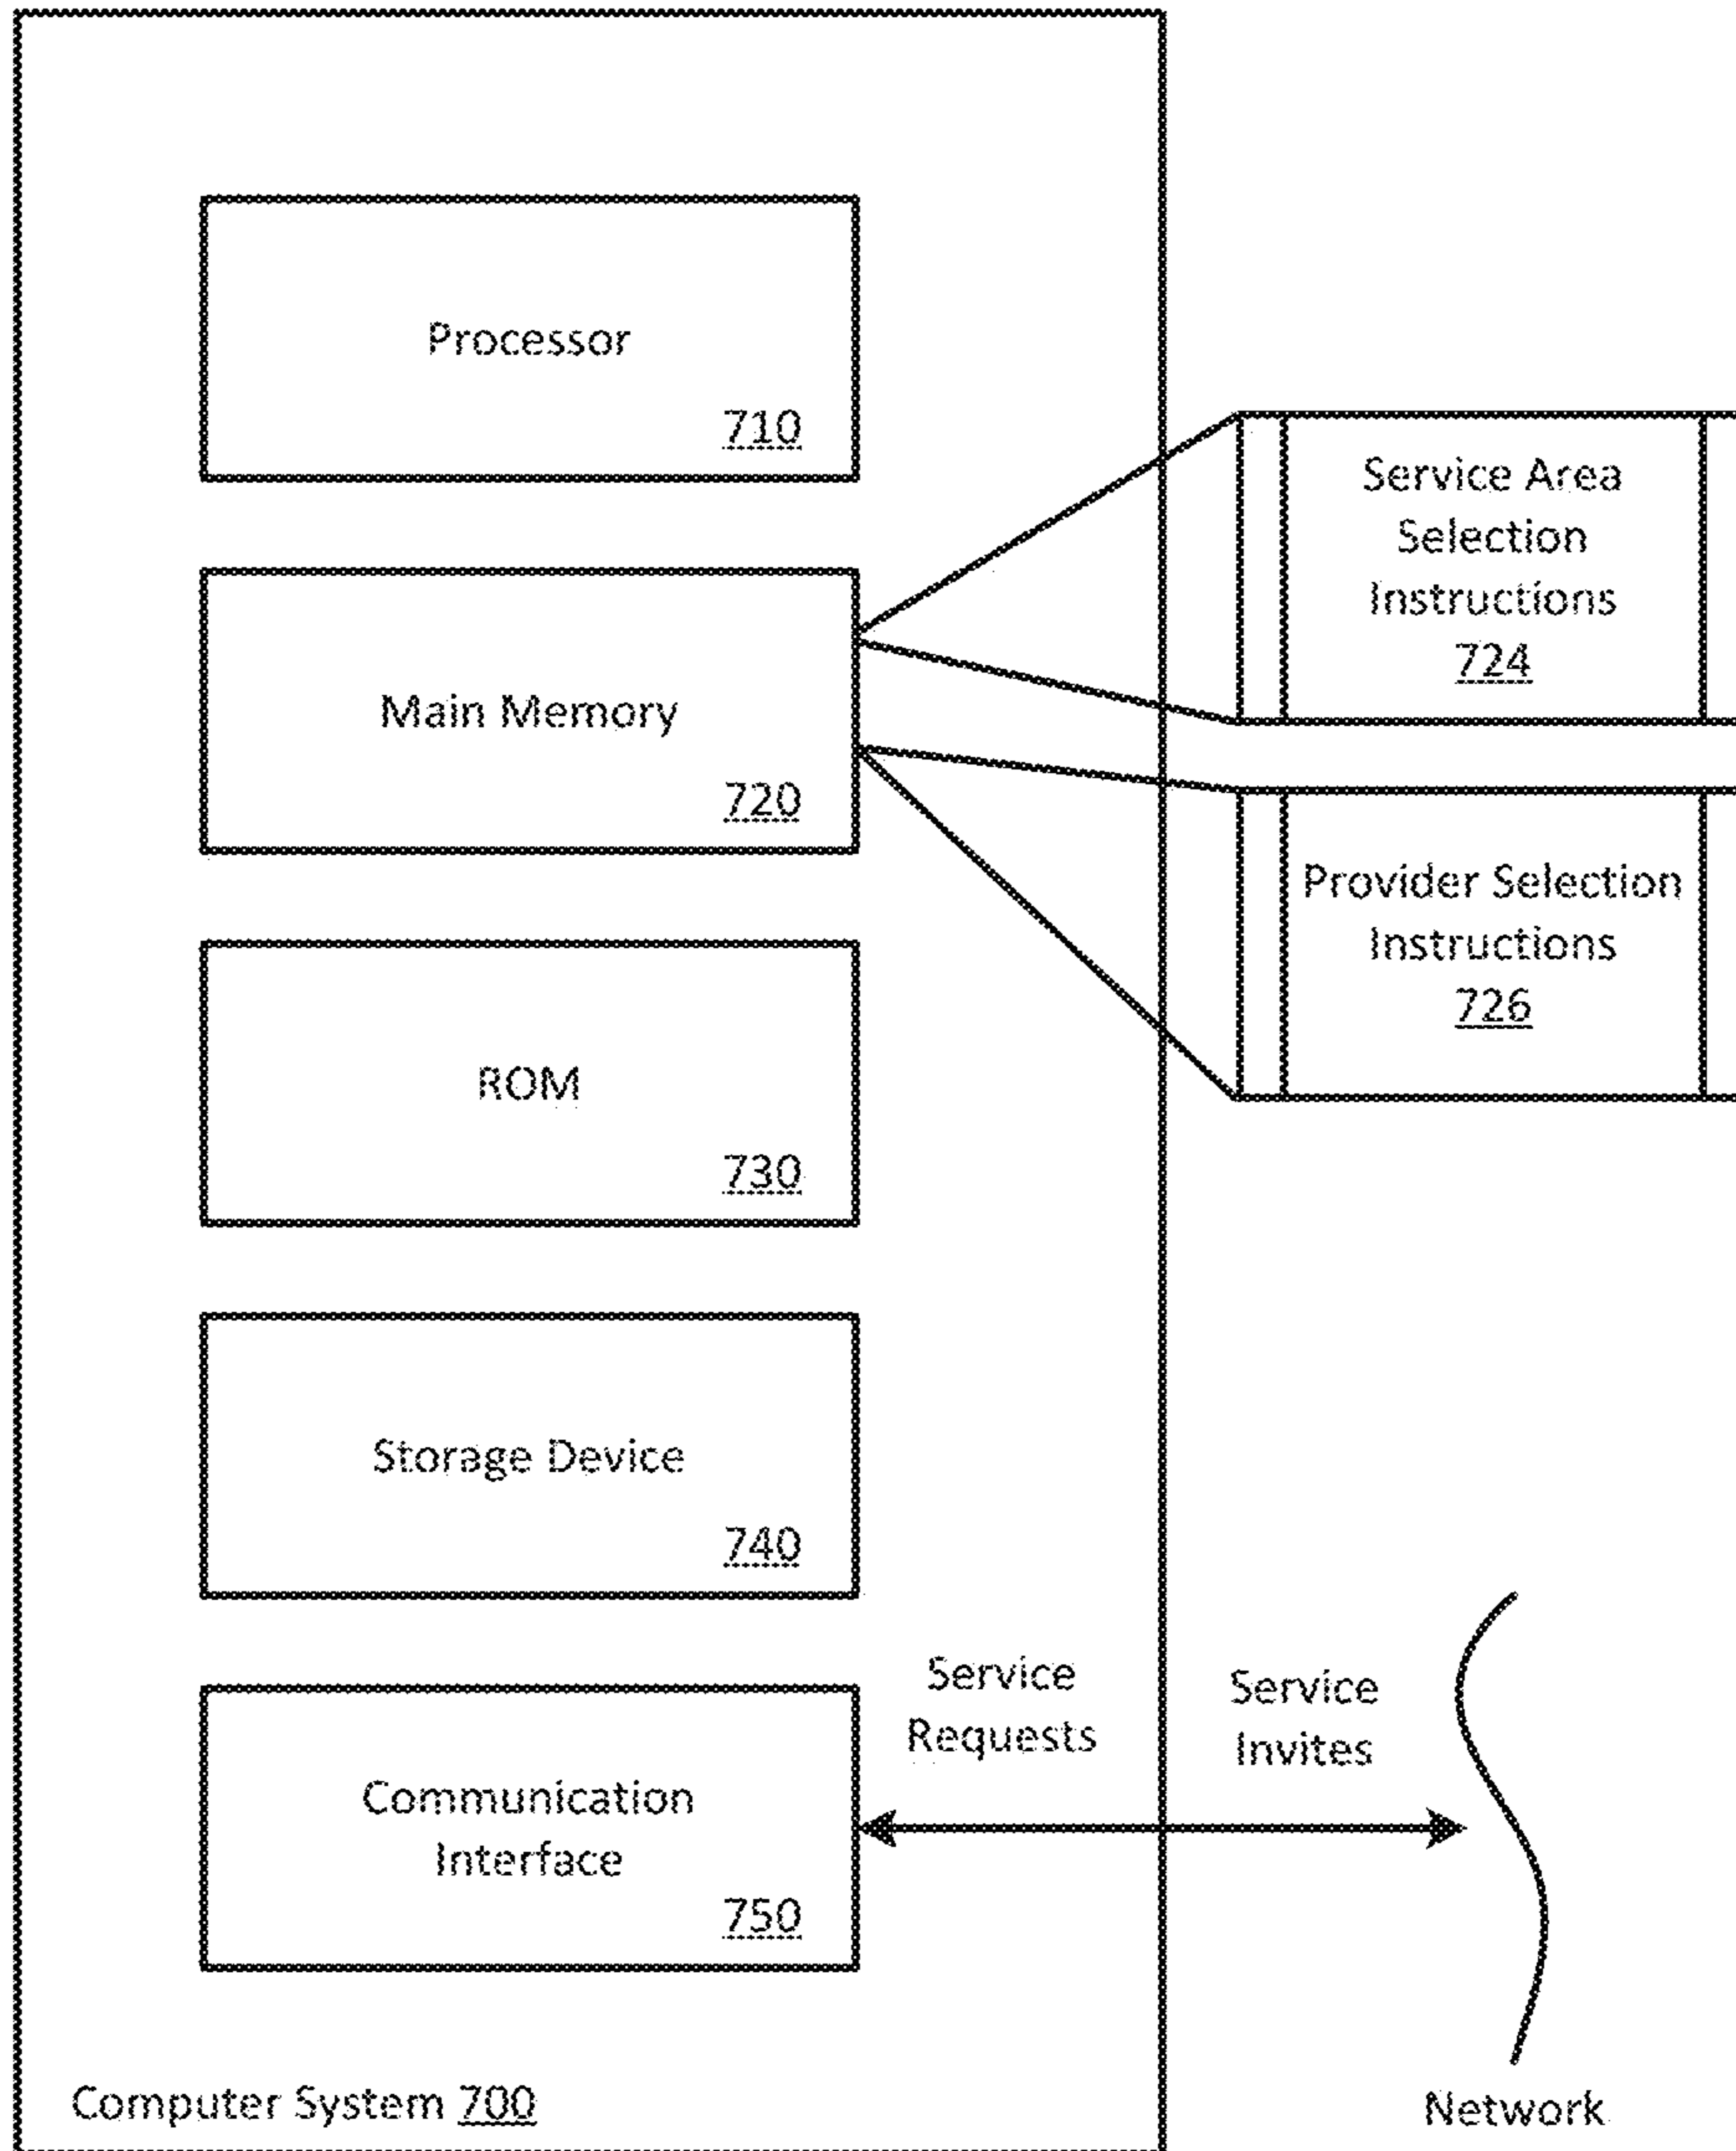 Processor
710
Main Memory
720
ROM
730
Storage Device
740
Communication
Interface
750
Computer System 700
Service Area
Selection
Instructions
724
Provider Selection
Instructions
726
Service
Requests
Service
Invites
Network